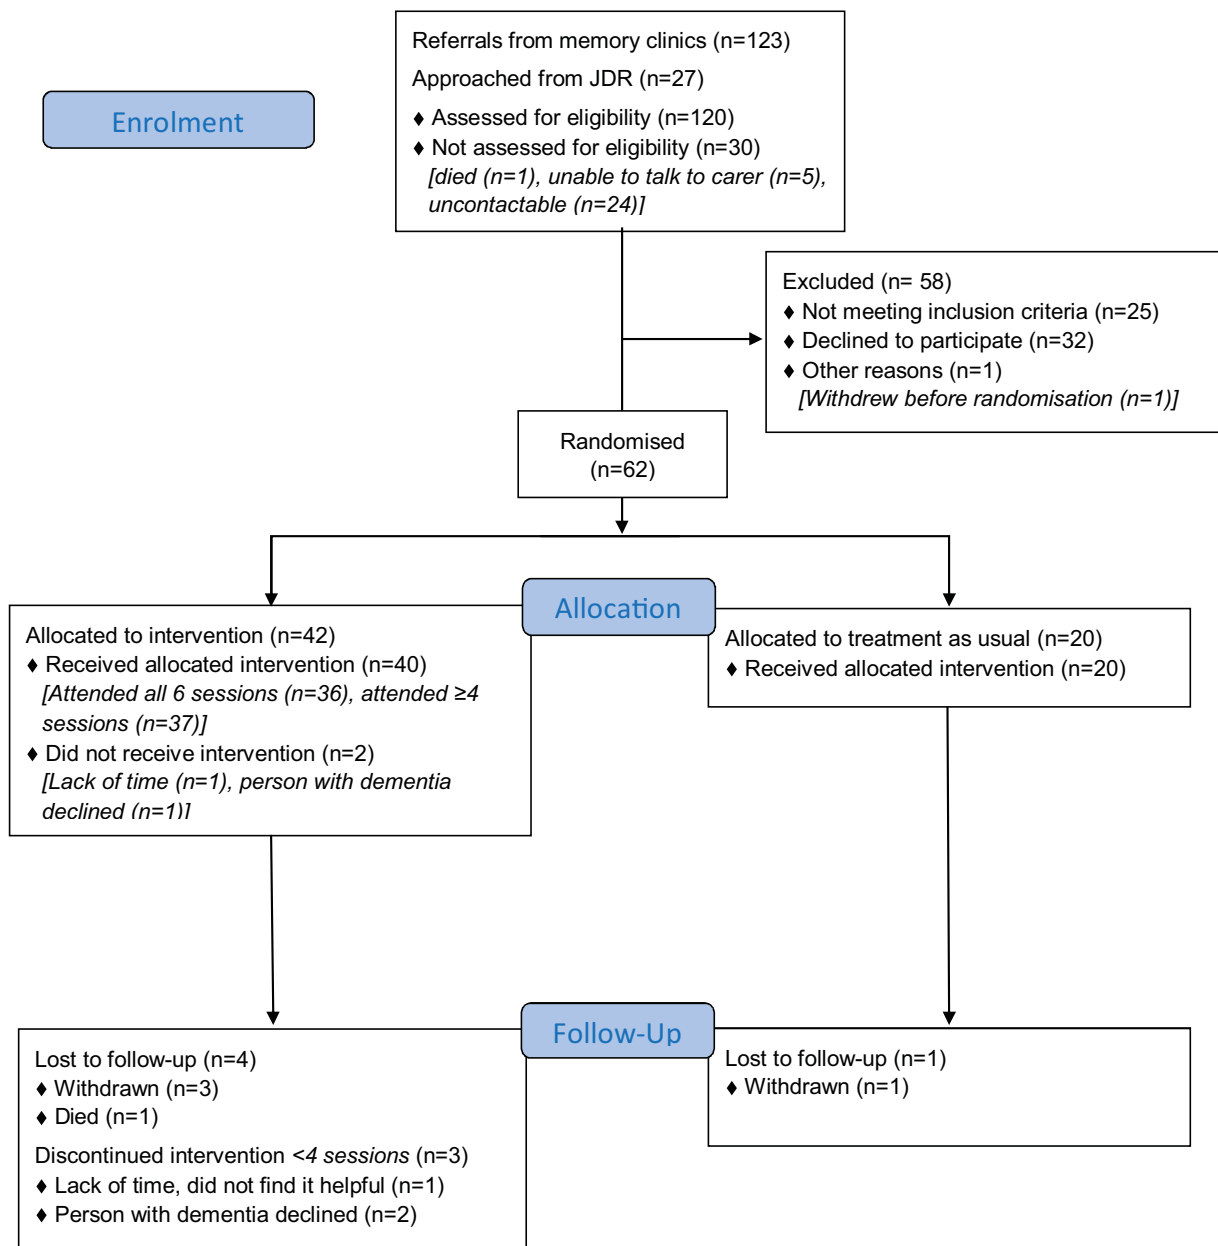 Referrals from memory clinics (n=123)
Approached from JDR (n=27)
♦ Assessed for eligibility (n=120)
♦ Not assessed for eligibility (n=30)
[died (n=1), unable to talk to carer (n=5),
uncontactable (n=24)]
Enrolment
Excluded (n= 58)
♦ Not meeting inclusion criteria (n=25)
♦ Declined to participate (n=32)
♦ Other reasons (n=1)
[Withdrew before randomisation (n=1)]
Randomised
(n=62)
Allocation
Allocated to intervention (n=42)
♦ Received allocated intervention (n=40)
[Attended all 6 sessions (n=36), attended ≥4
sessions (n=37)]
♦ Did not receive intervention (n=2)
[Lack of time (n=1), person with dementia
declined (n=1)]
Allocated to treatment as usual (n=20)
♦ Received allocated intervention (n=20)
Follow-Up
Lost to follow-up (n=4)
♦ Withdrawn (n=3)
♦ Died (n=1)
Discontinued intervention <4 sessions (n=3)
♦ Lack of time, did not find it helpful (n=1)
♦ Person with dementia declined (n=2)
Lost to follow-up (n=1)
♦ Withdrawn (n=1)